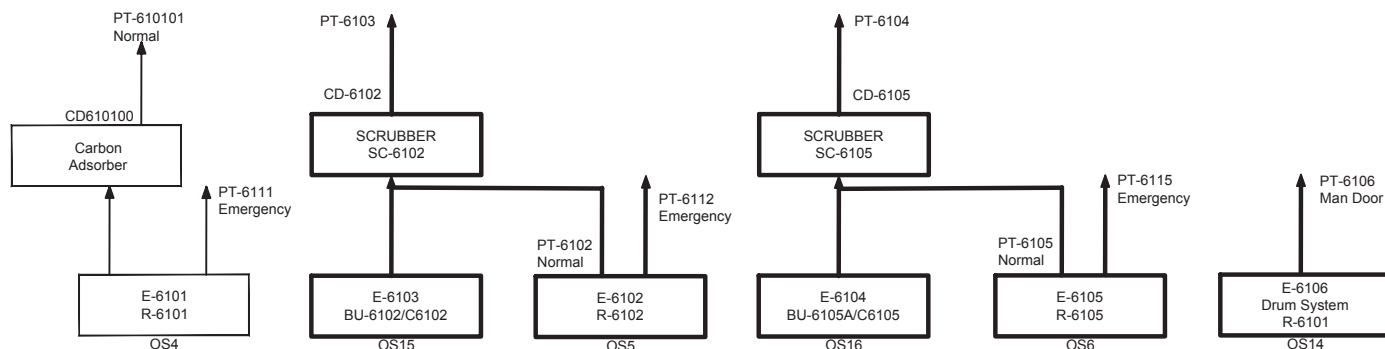 PT-610101
Normal
CD610100
Carbon
Adsorber
PT-6111
Emergency
E-6101
R-6101
OS4
PT-6103
CD-6102
SCRUBBER
SC-6102
E-6103
BU-6102/C6102
OS15
PT-6112
Emergency
PT-6102
Normal
E-6102
R-6102
OS5
PT-6104
CD-6105
SCRUBBER
SC-6105
E-6104
BU-6105A/C6105
OS16
PT-6115
Emergency
PT-6105
Normal
E-6105
R-6105
OS6
PT-6106
Man Door
E-6106
Drum System
R-6101
OS14